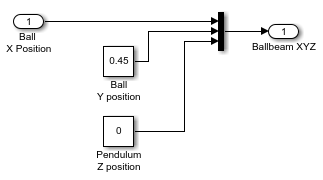 1
Ball
X Position
0.45
Ball
Y position
0
Pendulum
Z position
1
Ballbeam XYZ